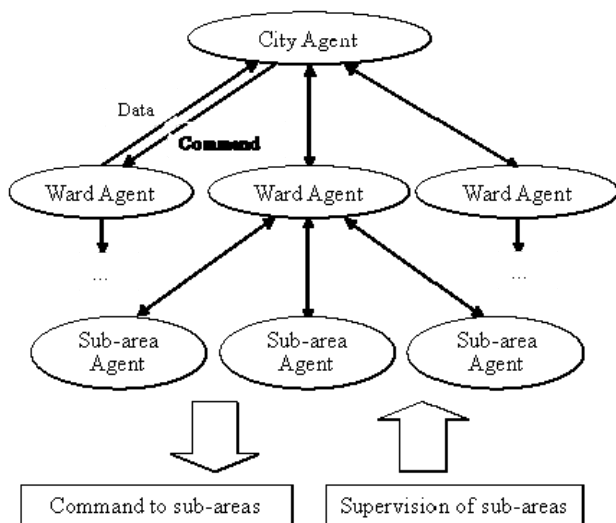 City Agent
Data
Command
Ward Agent
Ward Agent
Ward Agent
...
...
Sub-area
Agent
Sub-area
Agent
Sub-area
Agent
Command to sub-areas
Supervision of sub-areas